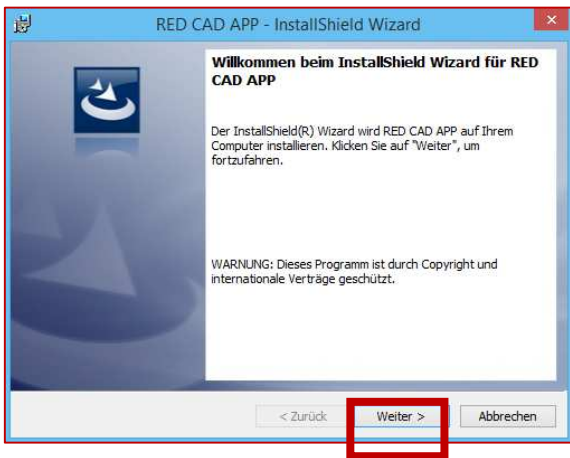 RED CAD APP - InstallShield Wizard
Willkommen beim InstallShield Wizard für RED
CAD APP
Der InstallShield(R) Wizard wird RED CAD APP auf Ihrem
Computer installieren. Klicken Sie auf "Weiter", um
fortzufahren.
WARNUNG: Dieses Programm ist durch Copyright und
internationale Verträge geschützt.
< Zurück Weiter > Abbrechen